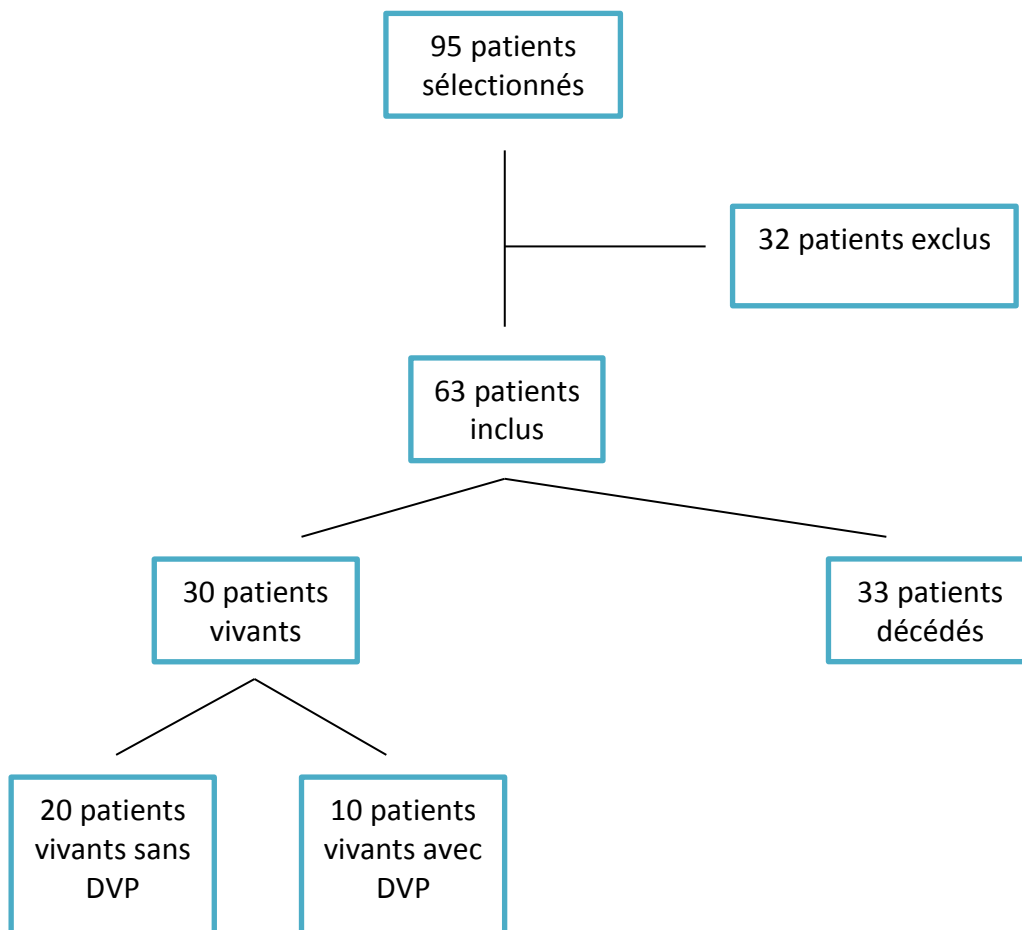 95 patients
sélectionnés
32 patients exclus
63 patients
inclus
30 patients
vivants
33 patients
décédés
20 patients
vivants sans
DVP
10 patients
vivants avec
DVP